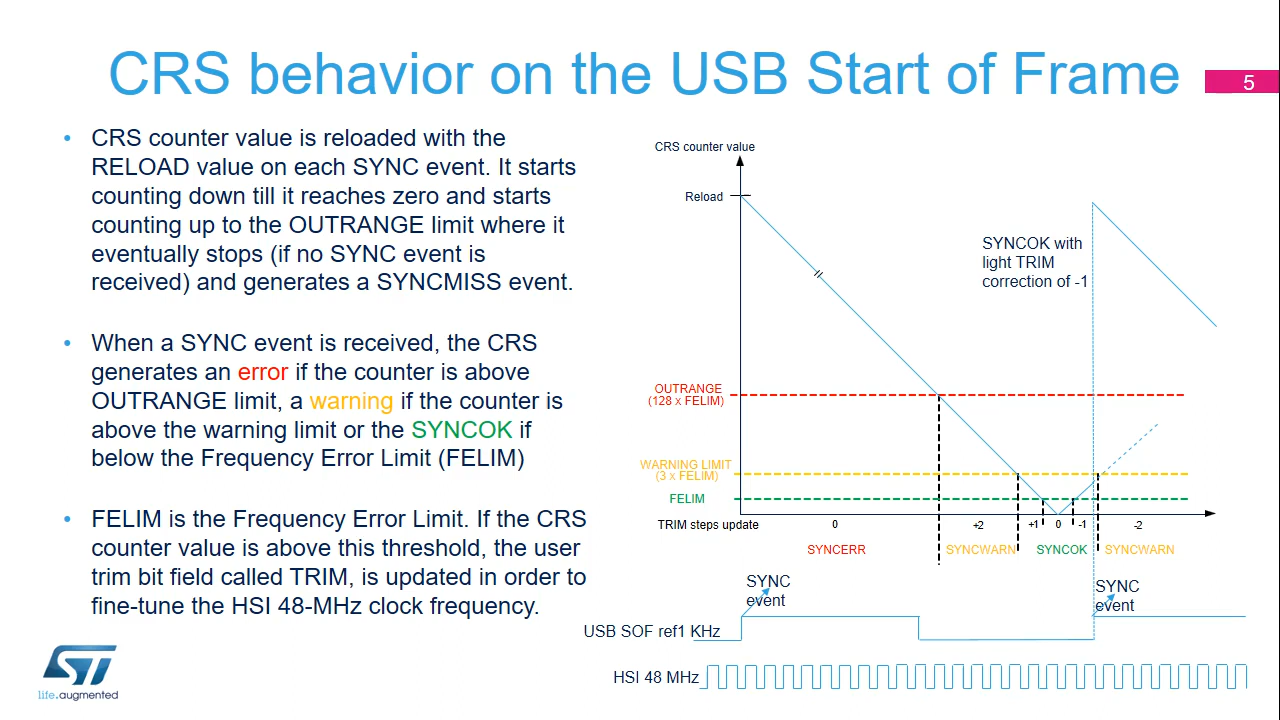 CRS behavior on the USB Start of Frame
5
• CRS counter value is reloaded with the
RELOAD value on each SYNC event. It starts
counting down till it reaches zero and starts
counting up to the OUTRANGE limit where it
eventually stops (if no SYNC event is
received) and generates a SYNCMISS event.
• When a SYNC event is received, the CRS
generates an error if the counter is above
OUTRANGE limit, a warning if the counter is
above the warning limit or the SYNCOK if
below the Frequency Error Limit (FELIM)
• FELIM is the Frequency Error Limit. If the CRS
counter value is above this threshold, the user
trim bit field called TRIM, is updated in order to
fine-tune the HSI 48-MHz clock frequency.
CRS counter value
Reload
SYNCOK with
light TRIM
correction of -1
OUTRANGE
(128 x FELIM)
WARNING LIMIT
(3 x FELIM)
FELIM
TRIM steps update 0 +2 +1 0 -1 -2
SYNCERR SYNCWARN SYNCOK SYNCWARN
SYNC
event
SYNC
event
USB SOF ref1 KHz
HSI 48 MHz
ST
life.augmented